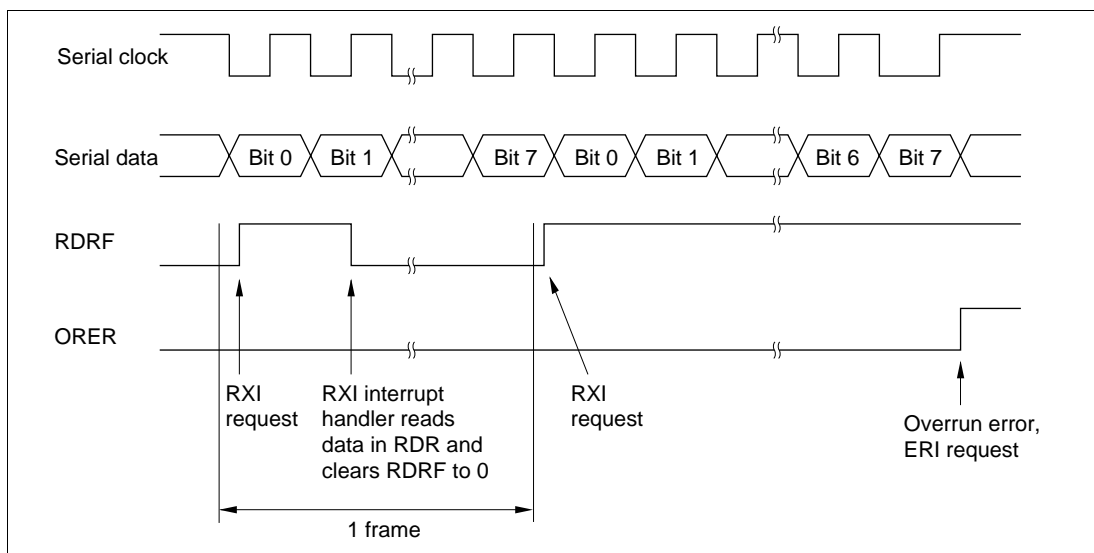 Serial clock
Serial data
Bit 0
Bit 1
Bit 7
Bit 0
Bit 1
Bit 6
Bit 7
RDRF
ORER
RXI
request
RXI interrupt
handler reads
data in RDR and
clears RDRF to 0
RXI
request
Overrun error,
ERI request
1 frame